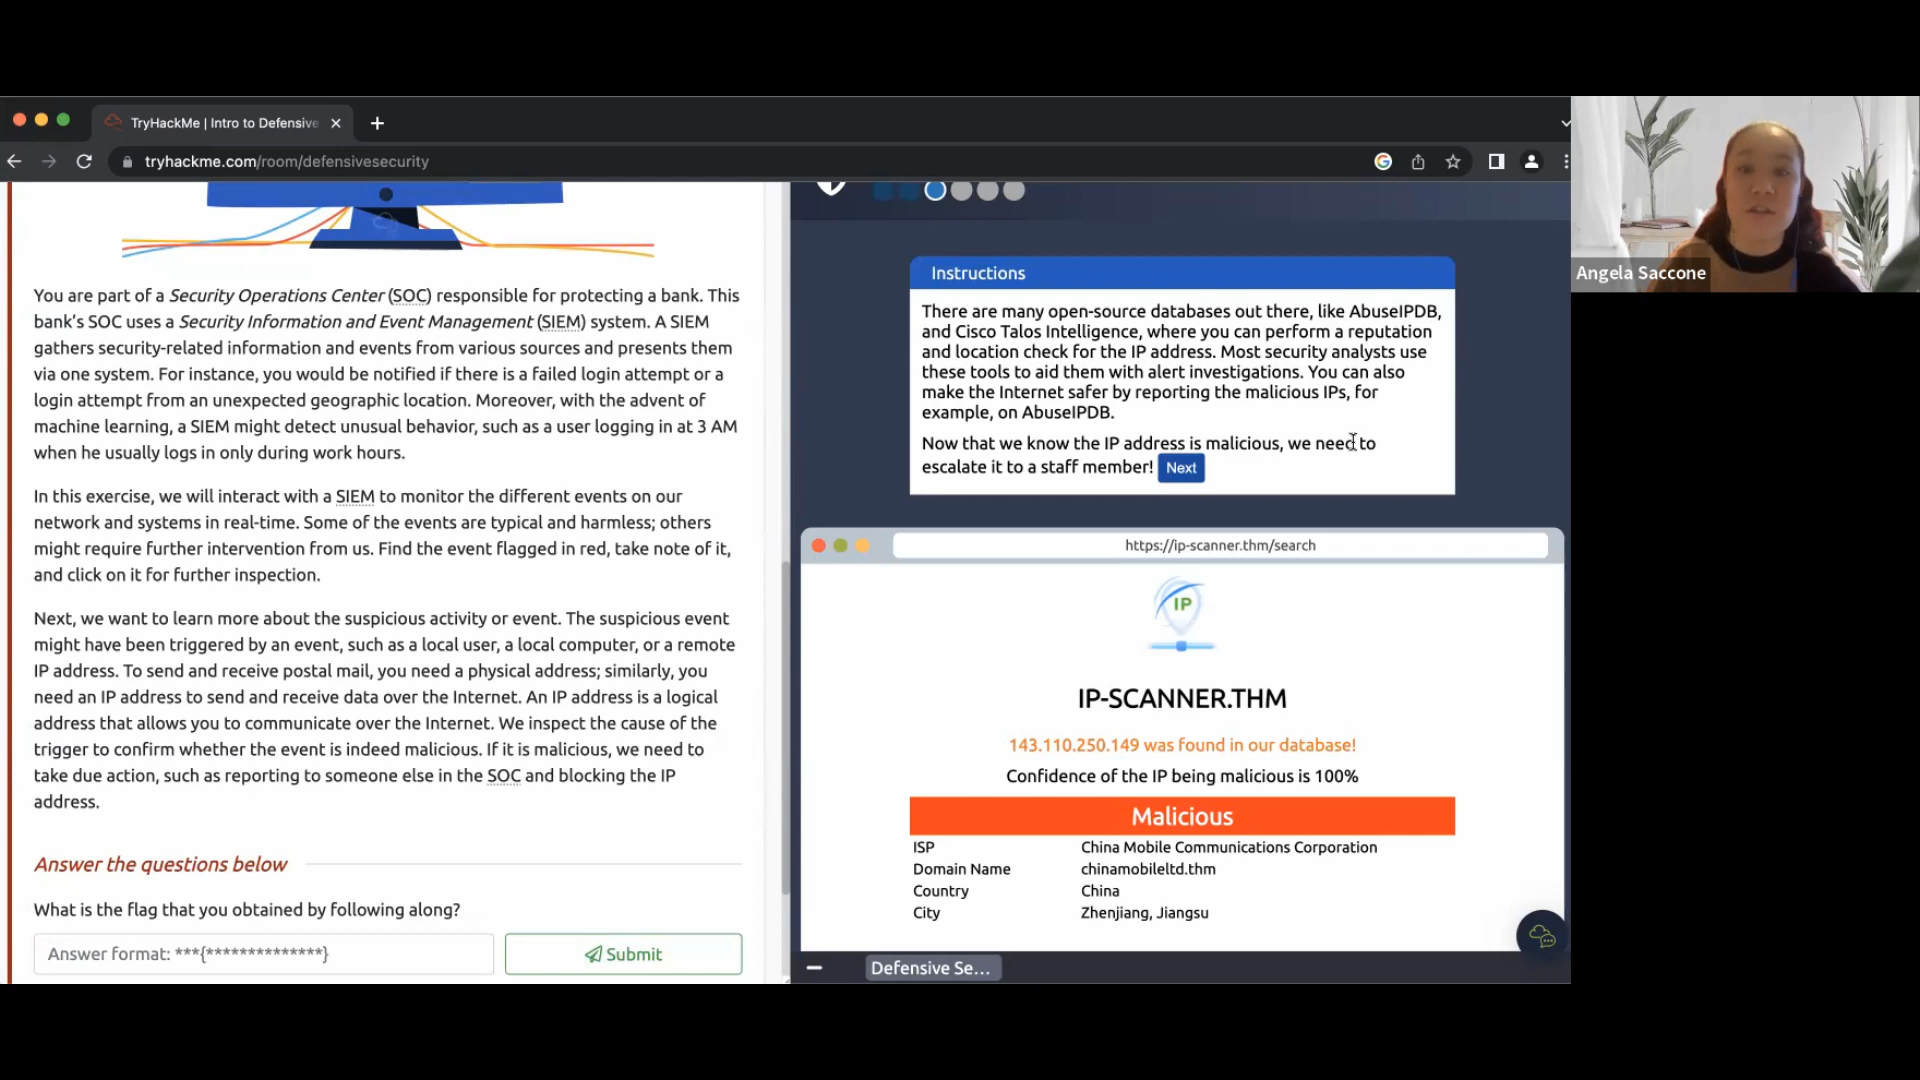 TryHackMe | Intro to Defensive
tryhackme.com/room/defensivesecurity
You are part of a Security Operations Center (SOC) responsible for protecting a bank. This
bank's SOC uses a Security Information and Event Management (SIEM) system. A SIEM
gathers security-related information and events from various sources and presents them
via one system. For instance, you would be notified if there is a failed login attempt or a
login attempt from an unexpected geographic location. Moreover, with the advent of
machine learning, a SIEM might detect unusual behavior, such as a user logging in at 3 AM
when he usually logs in only during work hours.
In this exercise, we will interact with a SIEM to monitor the different events on our
network and systems in real-time. Some of the events are typical and harmless; others
might require further intervention from us. Find the event flagged in red, take note of it,
and click on it for further inspection.
Next, we want to learn more about the suspicious activity or event. The suspicious event
might have been triggered by an event, such as a local user, a local computer, or a remote
IP address. To send and receive postal mail, you need a physical address; similarly, you
need an IP address to send and receive data over the Internet. An IP address is a logical
address that allows you to communicate over the Internet. We inspect the cause of the
trigger to confirm whether the event is indeed malicious. If it is malicious, we need to
take due action, such as reporting to someone else in the SOC and blocking the IP
address.
Answer the questions below
What is the flag that you obtained by following along?
Answer format: ***{**************}
Submit
Instructions
There are many open-source databases out there, like AbuseIPDB,
and Cisco Talos Intelligence, where you can perform a reputation
and location check for the IP address. Most security analysts use
these tools to aid them with alert investigations. You can also
make the Internet safer by reporting the malicious IPs, for
example, on AbuseIPDB.
Now that we know the IP address is malicious, we need to
escalate it to a staff member! Next
https://ip-scanner.thm/search
IP
IP-SCANNER.THM
143.110.250.149 was found in our database!
Confidence of the IP being malicious is 100%
Malicious
ISP China Mobile Communications Corporation
Domain Name chinamobileltd.thm
Country China
City Zhenjiang, Jiangsu
Defensive Se...
Angela Saccone